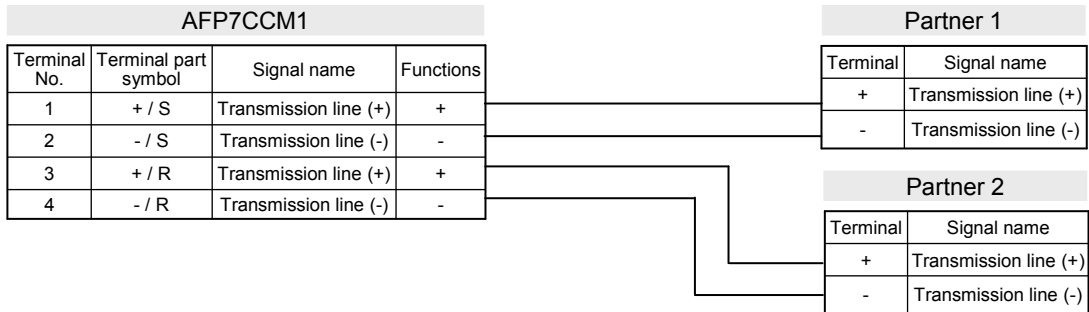 AFP7CCM1
Terminal No. Terminal part symbol Signal name Functions
1 + / S Transmission line (+) +
2 - / S Transmission line (-) -
3 + / R Transmission line (+) +
4 - / R Transmission line (-) -
Partner 1
Terminal Signal name
+ Transmission line (+)
- Transmission line (-)
Partner 2
Terminal Signal name
+ Transmission line (+)
- Transmission line (-)